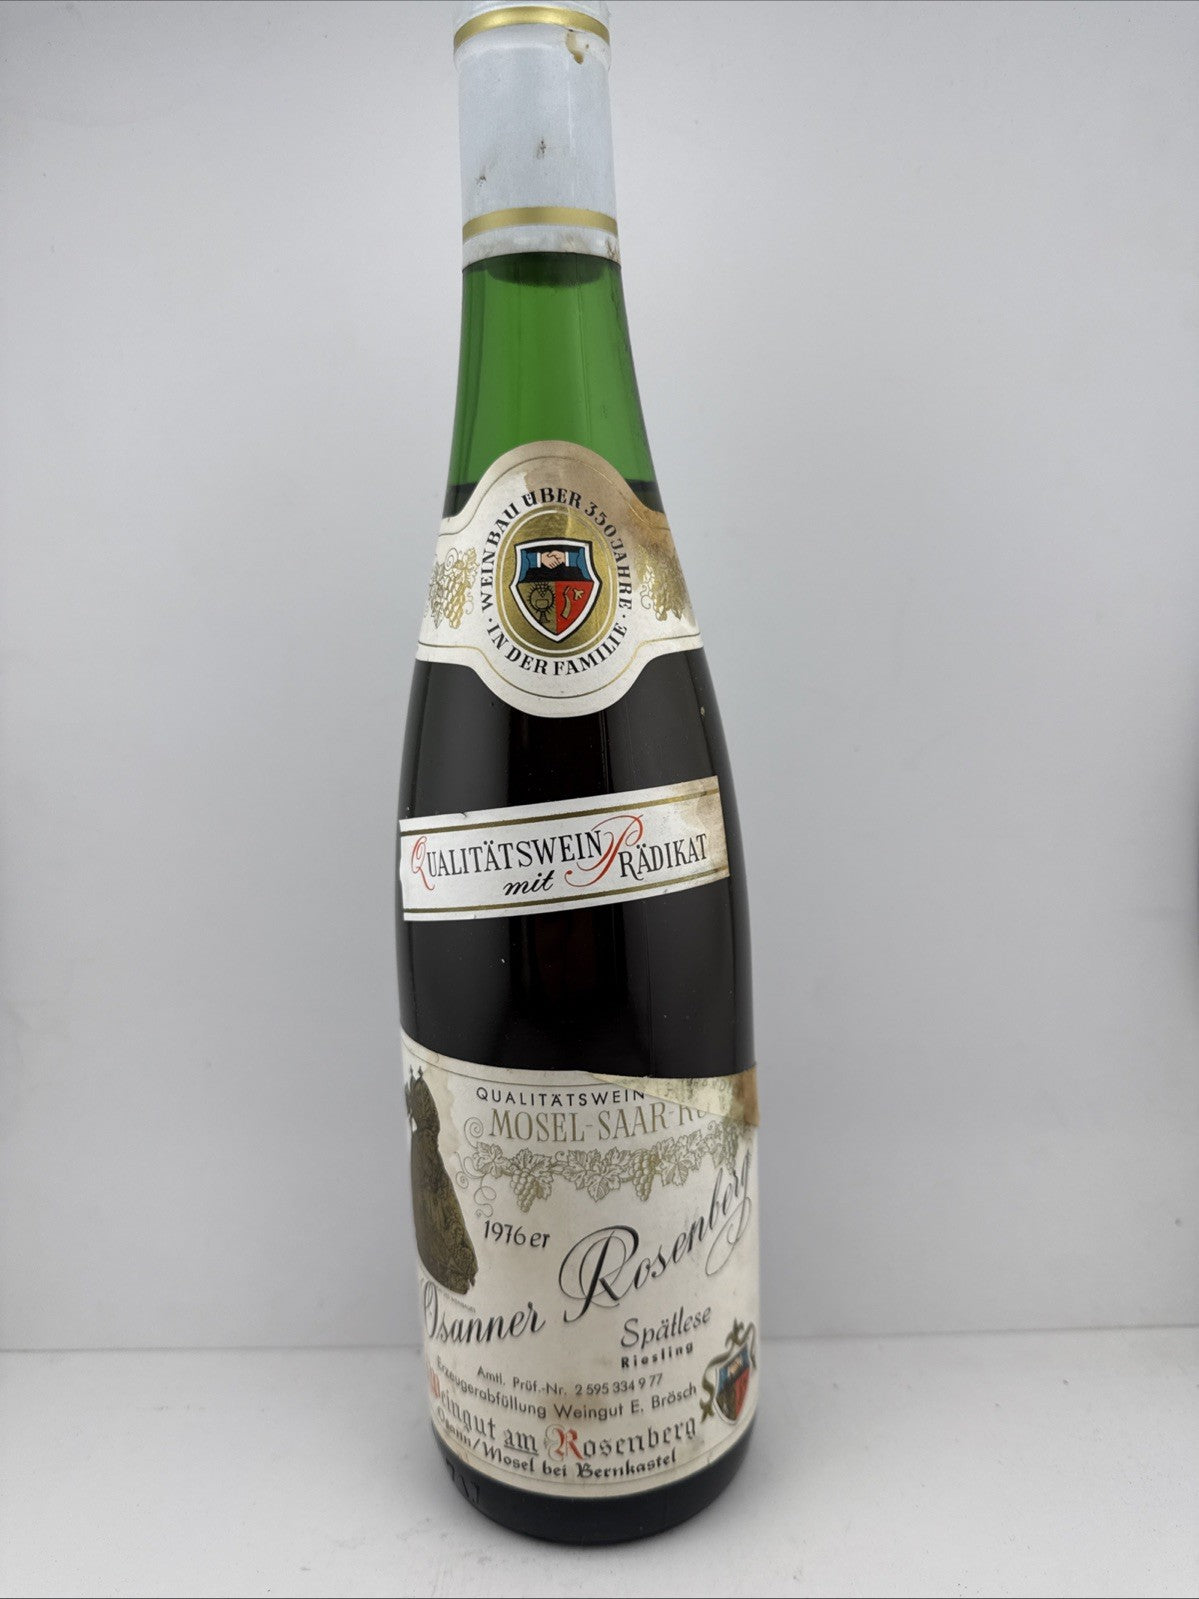 WEINBAU ÜBER 350 JAHRE
· IN DER FAMILIE ·
QUALITÄTSWEIN
mit PRÄDIKAT
QUALITÄTSWEIN
MOSEL-SAAR-
1976er
Osanner Rosenberg
Spätlese
Riesling
Amtl. Prüf.-Nr. 2 595 334 9 77
Erzeugerabfüllung Weingut E. Brösch
Weingut am Rosenberg
Osann/Mosel bei Bernkastel